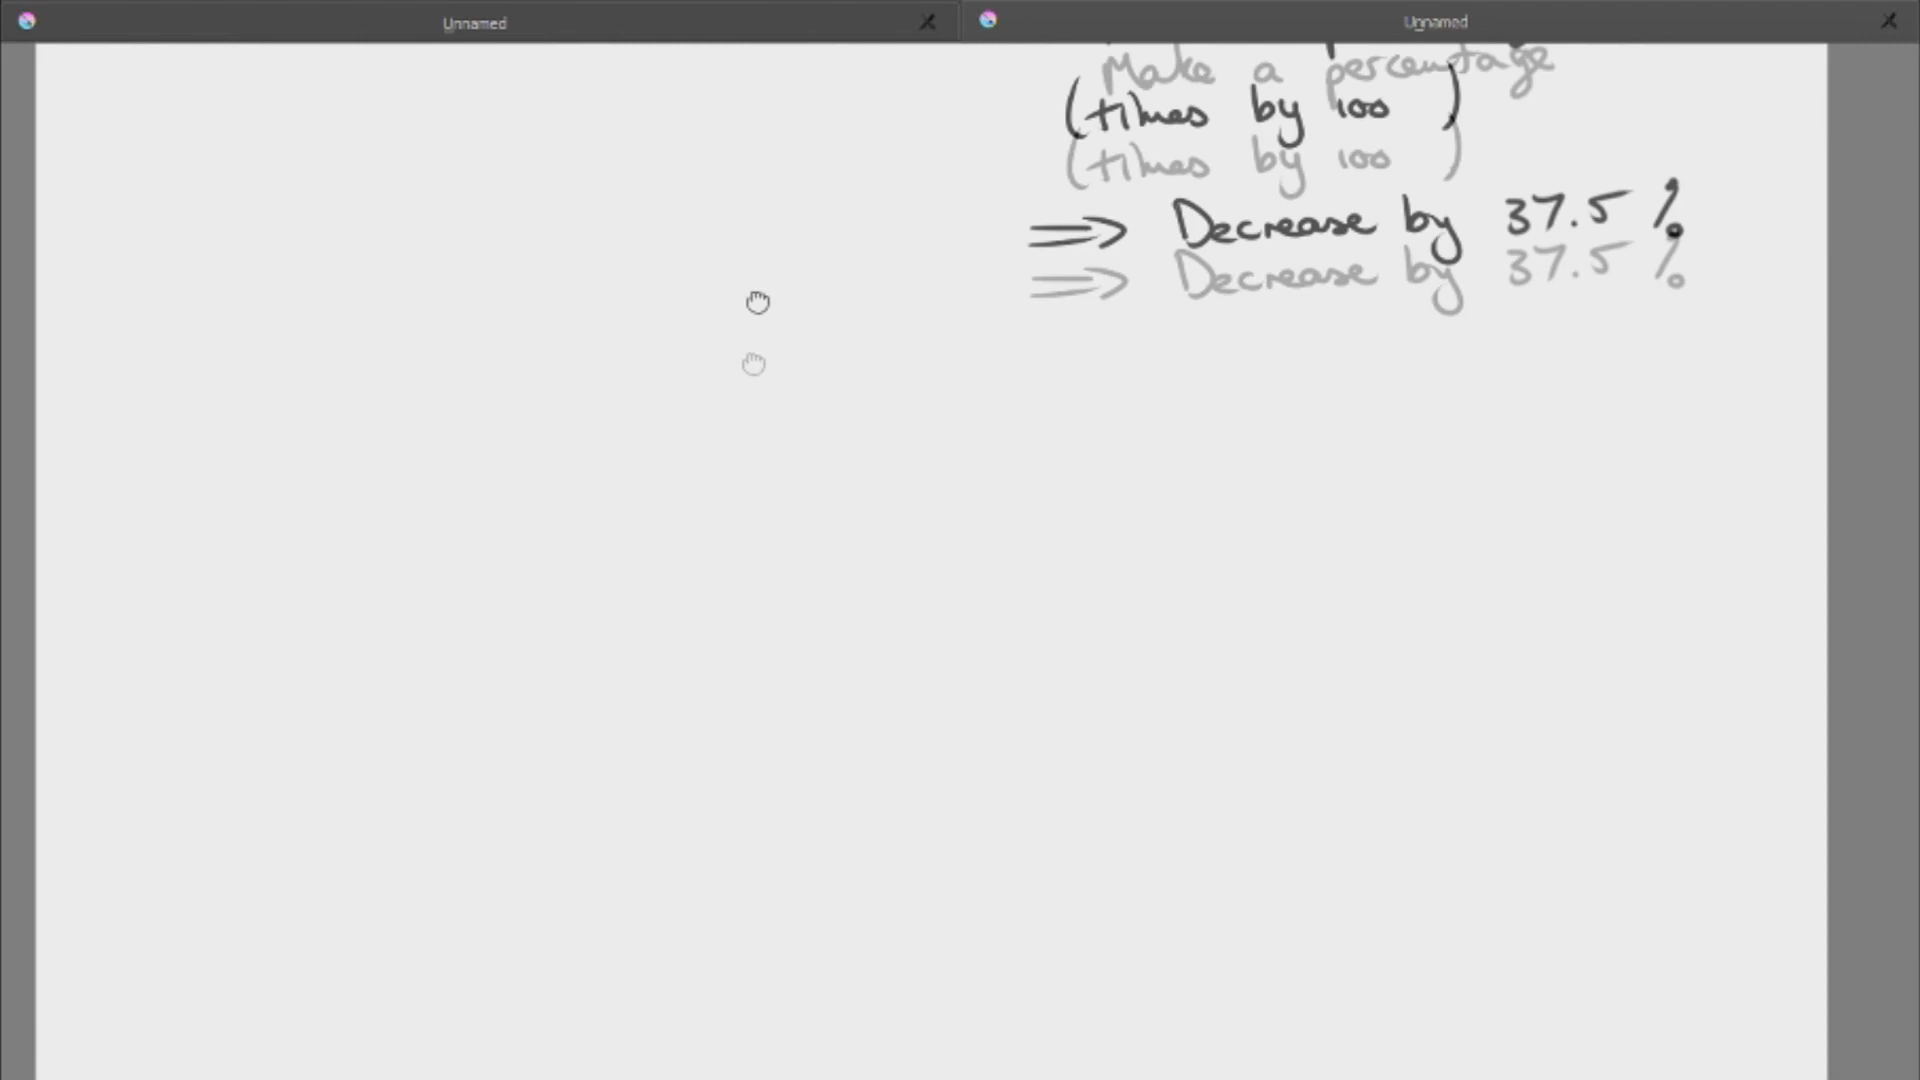 Unnamed
Unnamed
Make a percentage
(times by 100 )
(times by 100 )
⇒ Decrease by 37.5 %
⇒ Decrease by 37.5 %